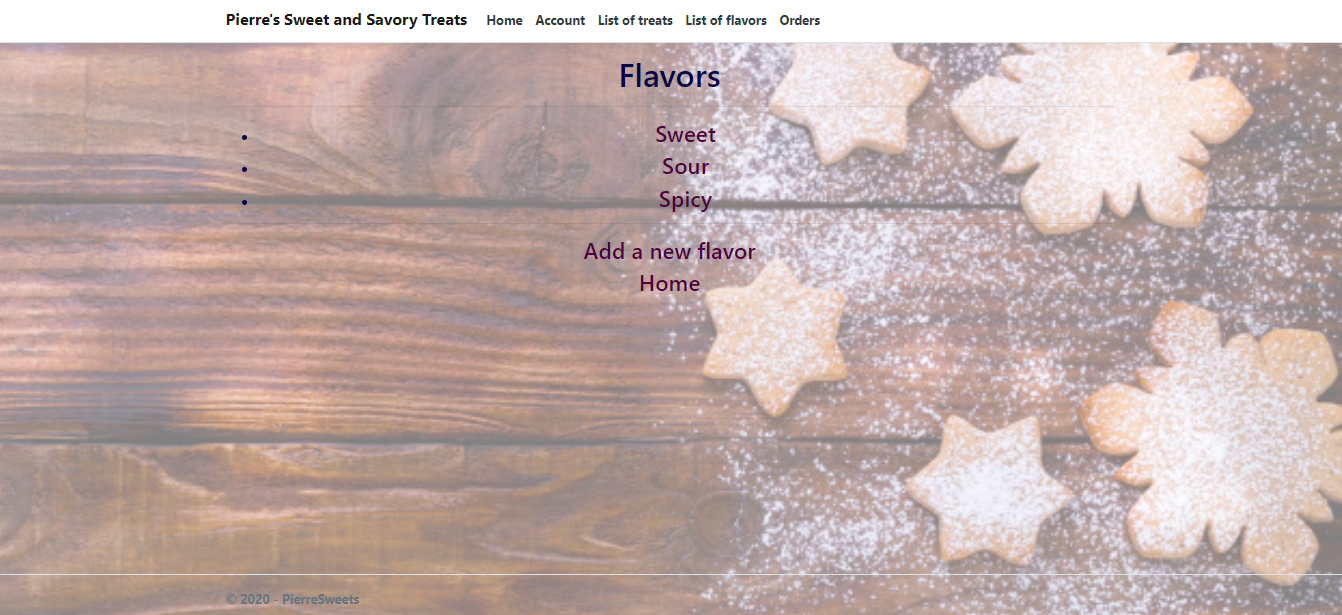 Pierre's Sweet and Savory Treats Home Account List of treats List of flavors Orders
Flavors
• Sweet
• Sour
• Spicy
Add a new flavor
Home
© 2020 - PierreSweets